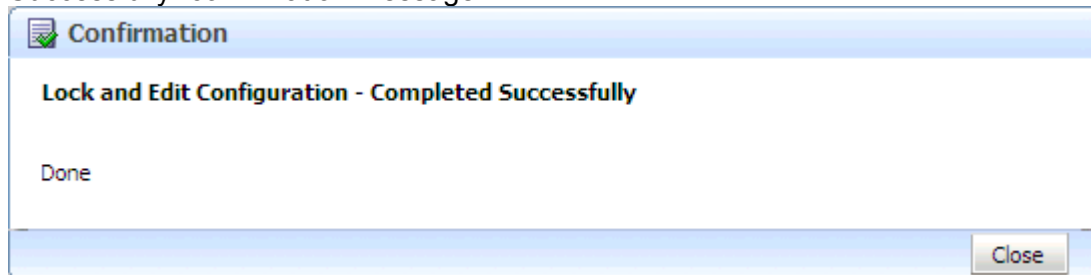 Confirmation
Lock and Edit Configuration - Completed Successfully
Done
Close